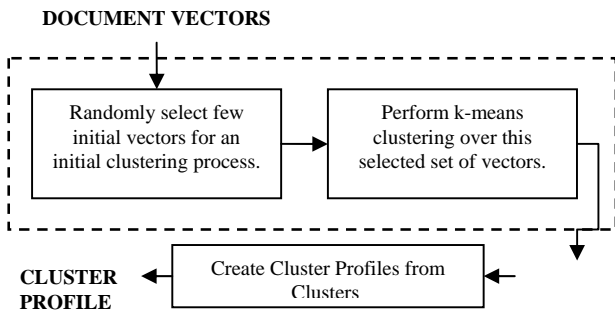 DOCUMENT VECTORS
Randomly select few
initial vectors for an
initial clustering process.
Perform k-means
clustering over this
selected set of vectors.
Create Cluster Profiles from
Clusters
CLUSTER
PROFILE